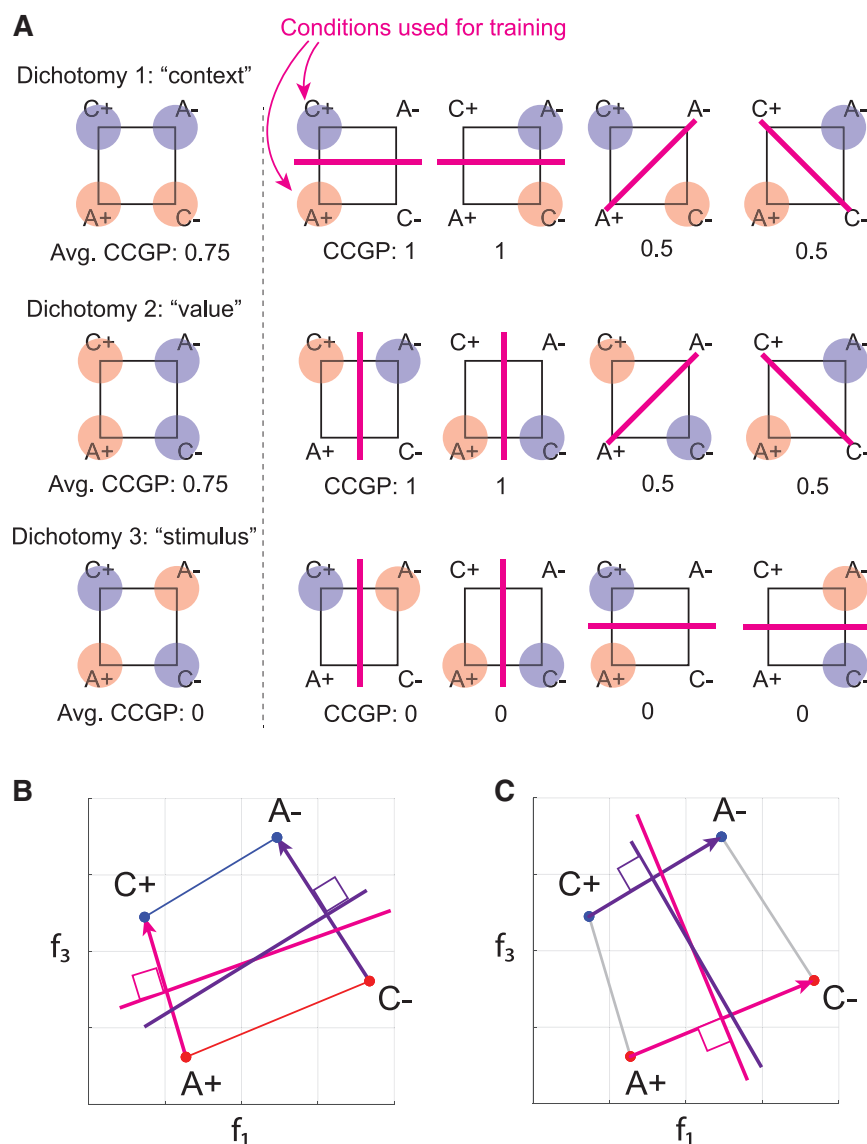 A
Conditions used for training
Dichotomy 1: “context”
C+ A- C+ A- C+ A- C+ A- C+ A-
A+ C- A+ C- A+ C- A+ C- A+ C-
Avg. CCGP: 0.75 CCGP: 1 1 0.5 0.5
Dichotomy 2: “value”
C+ A- C+ A- C+ A- C+ A- C+ A-
A+ C- A+ C- A+ C- A+ C- A+ C-
Avg. CCGP: 0.75 CCGP: 1 1 0.5 0.5
Dichotomy 3: “stimulus”
C+ A- C+ A- C+ A- C+ A- C+ A-
A+ C- A+ C- A+ C- A+ C- A+ C-
Avg. CCGP: 0 CCGP: 0 0 0 0
B
A-
C+
f3
C-
A+
f1
C
A-
C+
f3
C-
A+
f1